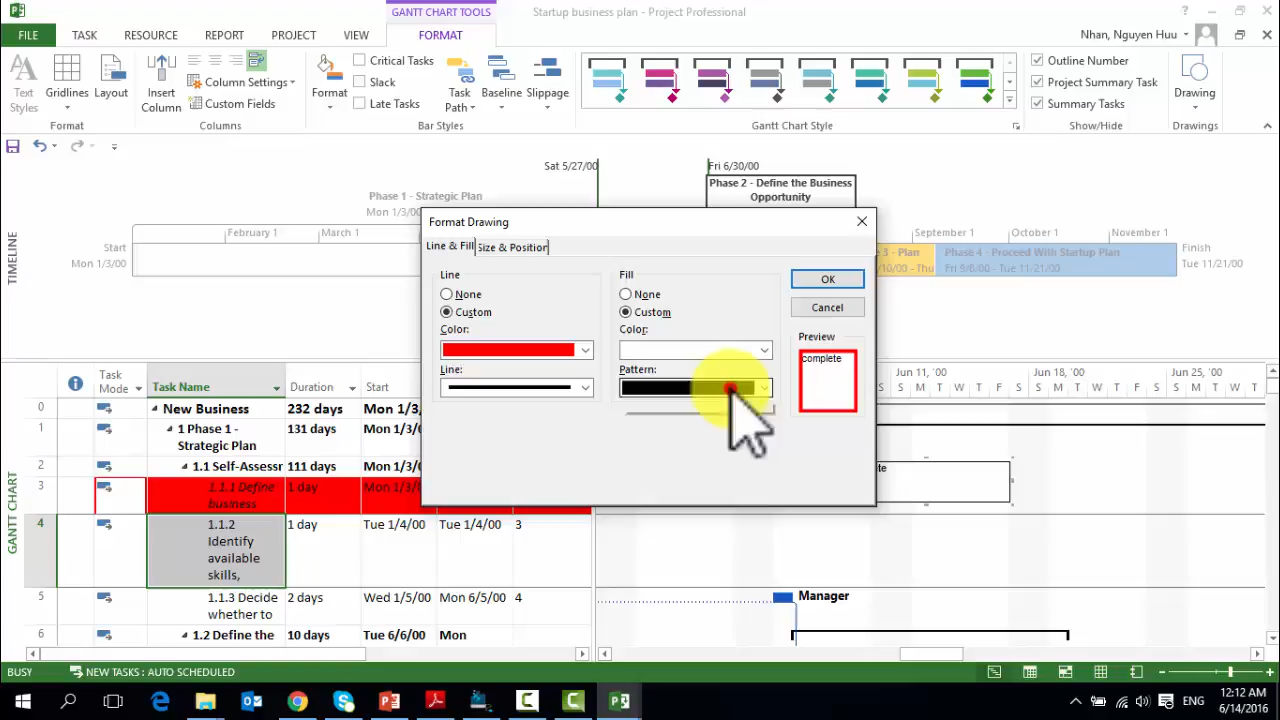 GANTT CHART TOOLS
Startup business plan - Project Professional
FILE TASK RESOURCE REPORT PROJECT VIEW FORMAT
Nhan, Nguyen Huu
Text Styles
Gridlines
Layout
Format
Insert Column
Column Settings
Custom Fields
Columns
Format
Critical Tasks
Slack
Late Tasks
Task Path
Baseline
Slippage
Bar Styles
Gantt Chart Style
Outline Number
Project Summary Task
Summary Tasks
Show/Hide
Drawing
Drawings
TIMELINE
Sat 5/27/00
Fri 6/30/00
Phase 1 - Strategic Plan
Mon 1/3/00
Phase 2 - Define the Business
Opportunity
February 1
March 1
September 1
October 1
November 1
Start
Mon 1/3/00
3 - Plan
Phase 4 - Proceed With Startup Plan
/10/00 - Thu
Tue 11/21/00
Finish
Tue 11/21/00
Format Drawing
Line & Fill
Size & Position
Line
None
Custom
Color:
Line:
Fill
None
Custom
Color:
Pattern:
OK
Cancel
Preview
complete
GANTT CHART
Task Mode
Task Name
Duration
Start
Jun 11, '00
Jun 18, '00
Jun 25, '00
S M T W T F S S M T W T F S S M T W T
0 New Business 232 days Mon 1/3/
1 1 Phase 1 - 131 days Mon 1/3/
Strategic Plan
2 1.1 Self-Assessr 111 days Mon 1/3/
3 1.1.1 Define 1 day Mon 1/3/
business
4 1.1.2 1 day Tue 1/4/00 Tue 1/4/00 3
Identify
available
skills,
5 1.1.3 Decide 2 days Wed 1/5/00 Mon 6/5/00 4
whether to
6 1.2 Define the 10 days Tue 6/6/00 Mon
Manager
BUSY
NEW TASKS : AUTO SCHEDULED
ENG
12:12 AM
6/14/2016